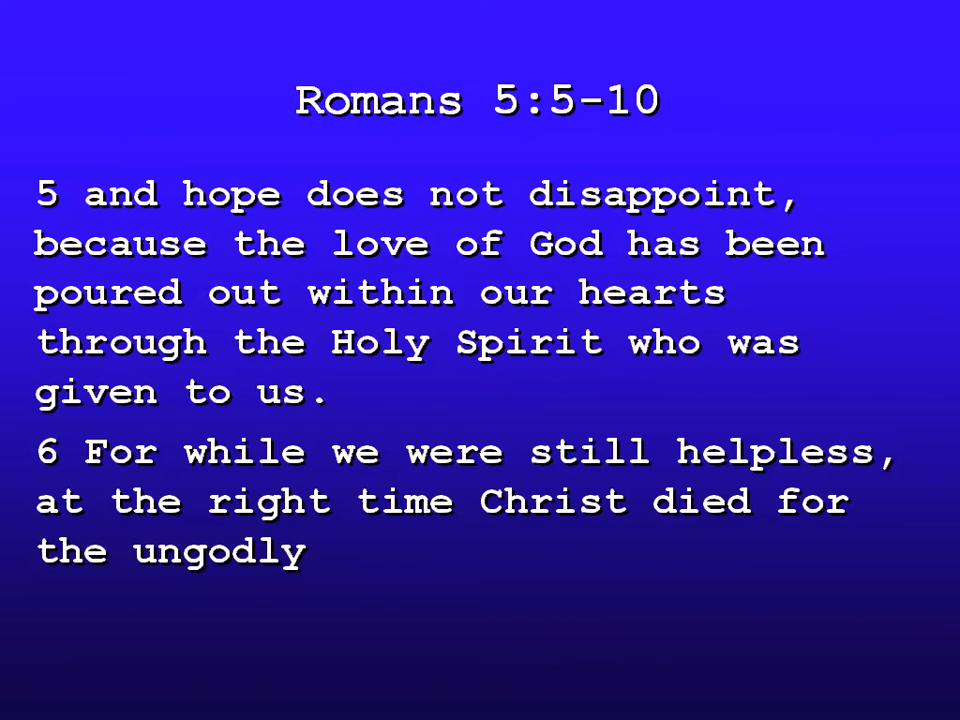 Romans 5:5-10
5 and hope does not disappoint,
because the love of God has been
poured out within our hearts
through the Holy Spirit who was
given to us.
6 For while we were still helpless,
at the right time Christ died for
the ungodly